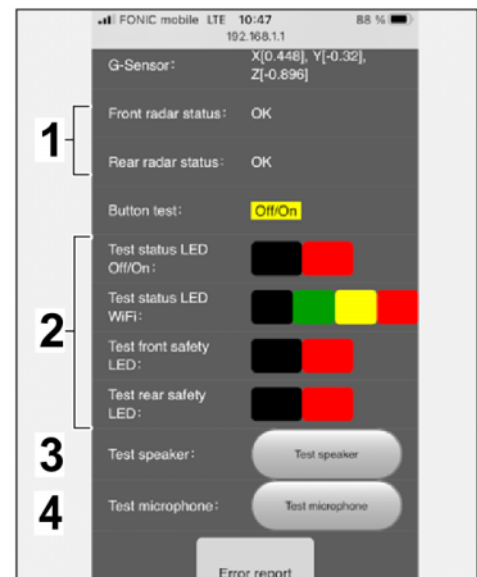 FONIC mobile LTE 10:47 88 %
192.168.1.1
G-Sensor: X[0.448], Y[-0.32],
Z[-0.896]
1
Front radar status: OK
Rear radar status: OK
Button test: Off/On
2
Test status LED
Off/On:
Test status LED
WiFi:
Test front safety
LED:
Test rear safety
LED:
3 Test speaker: Test speaker
4 Test microphone: Test microphone
Error report